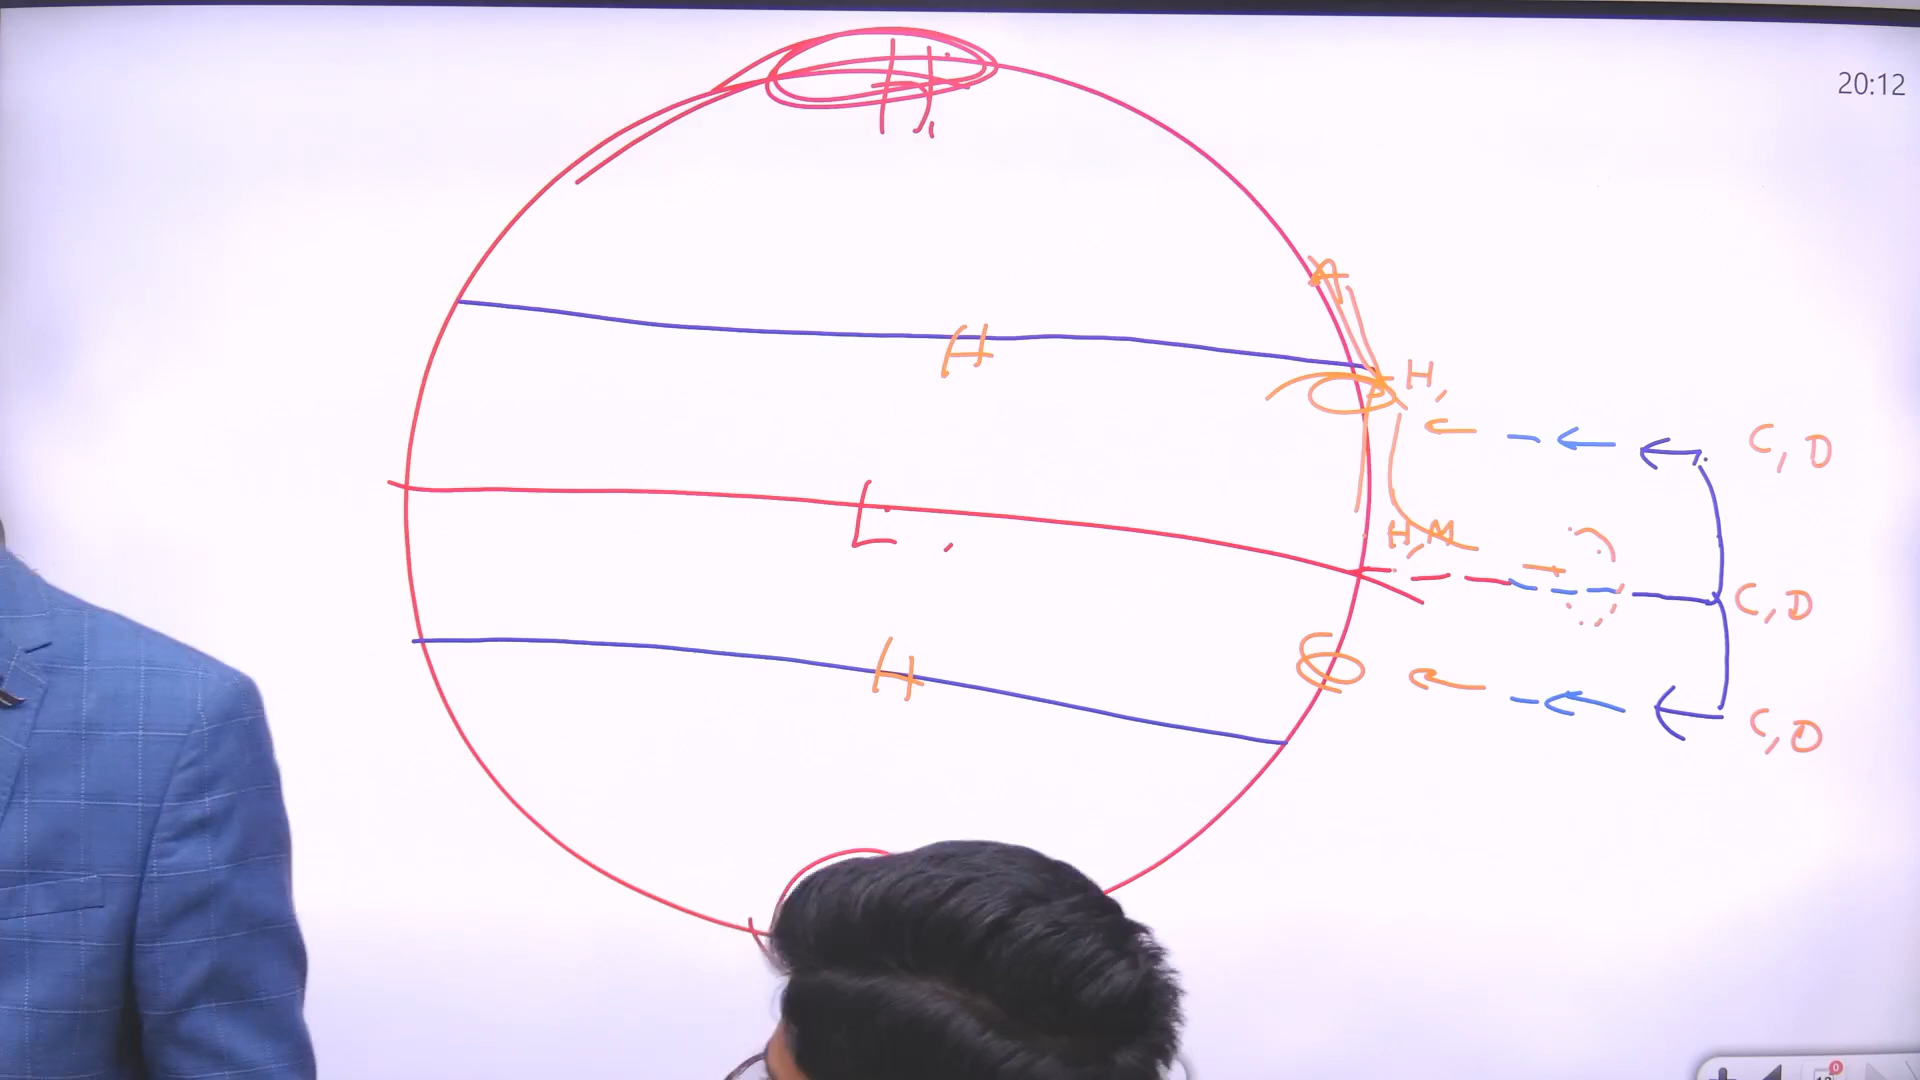 20:12
H
H
H,
C, D
L
H, M
C, D
H
C, D